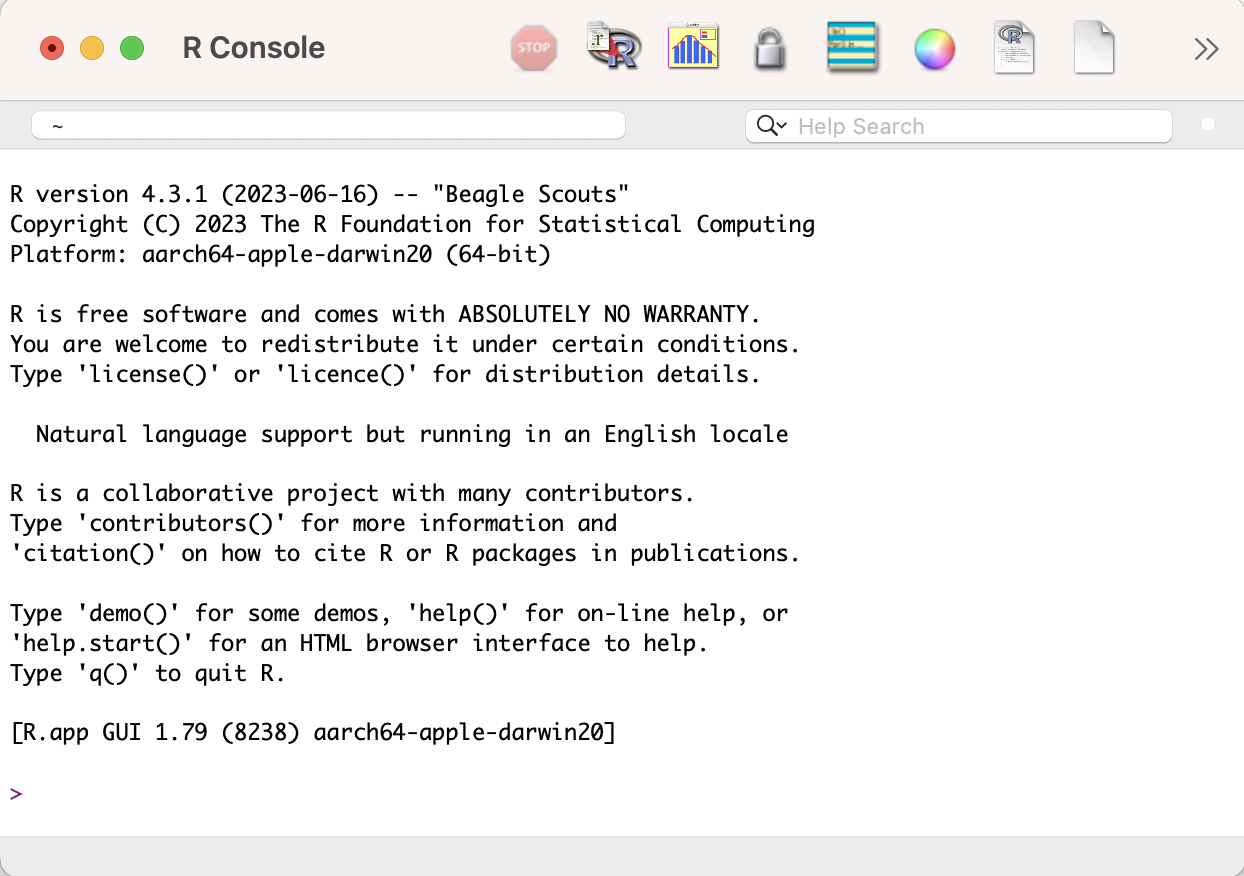 R Console
STOP
~
Help Search
R version 4.3.1 (2023-06-16) -- "Beagle Scouts"
Copyright (C) 2023 The R Foundation for Statistical Computing
Platform: aarch64-apple-darwin20 (64-bit)
R is free software and comes with ABSOLUTELY NO WARRANTY.
You are welcome to redistribute it under certain conditions.
Type 'license()' or 'licence()' for distribution details.
Natural language support but running in an English locale
R is a collaborative project with many contributors.
Type 'contributors()' for more information and
'citation()' on how to cite R or R packages in publications.
Type 'demo()' for some demos, 'help()' for on-line help, or
'help.start()' for an HTML browser interface to help.
Type 'q()' to quit R.
[R.app GUI 1.79 (8238) aarch64-apple-darwin20]
>